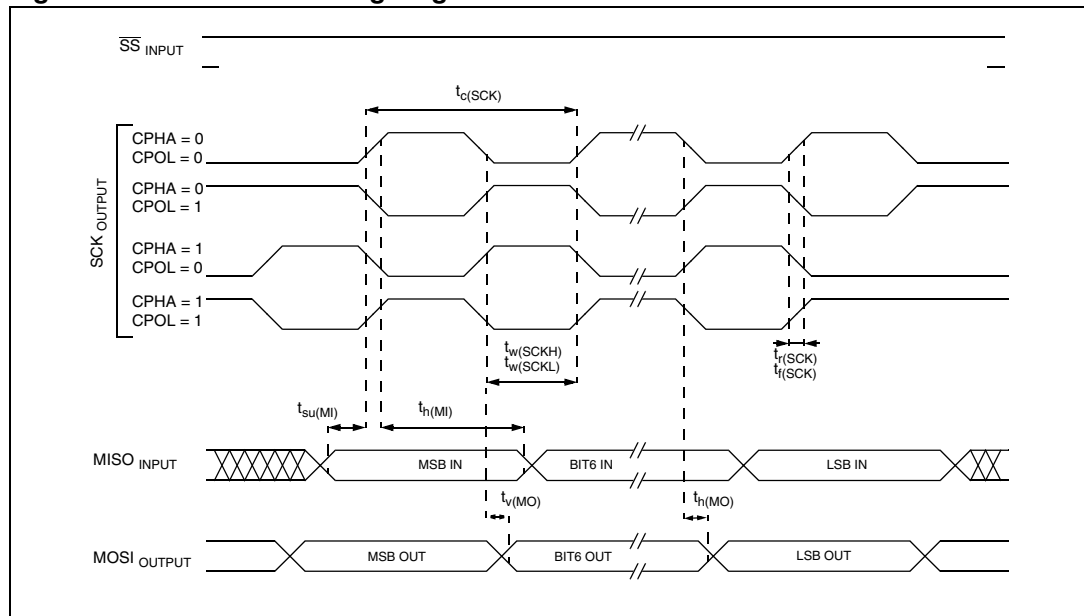 SS INPUT
tc(SCK)
SCK OUTPUT
CPHA = 0
CPOL = 0
CPHA = 0
CPOL = 1
CPHA = 1
CPOL = 0
CPHA = 1
CPOL = 1
tw(SCKH)
tw(SCKL)
tr(SCK)
tf(SCK)
tsu(MI)
th(MI)
MISO INPUT
MSB IN
BIT6 IN
LSB IN
tv(MO)
th(MO)
MOSI OUTPUT
MSB OUT
BIT6 OUT
LSB OUT